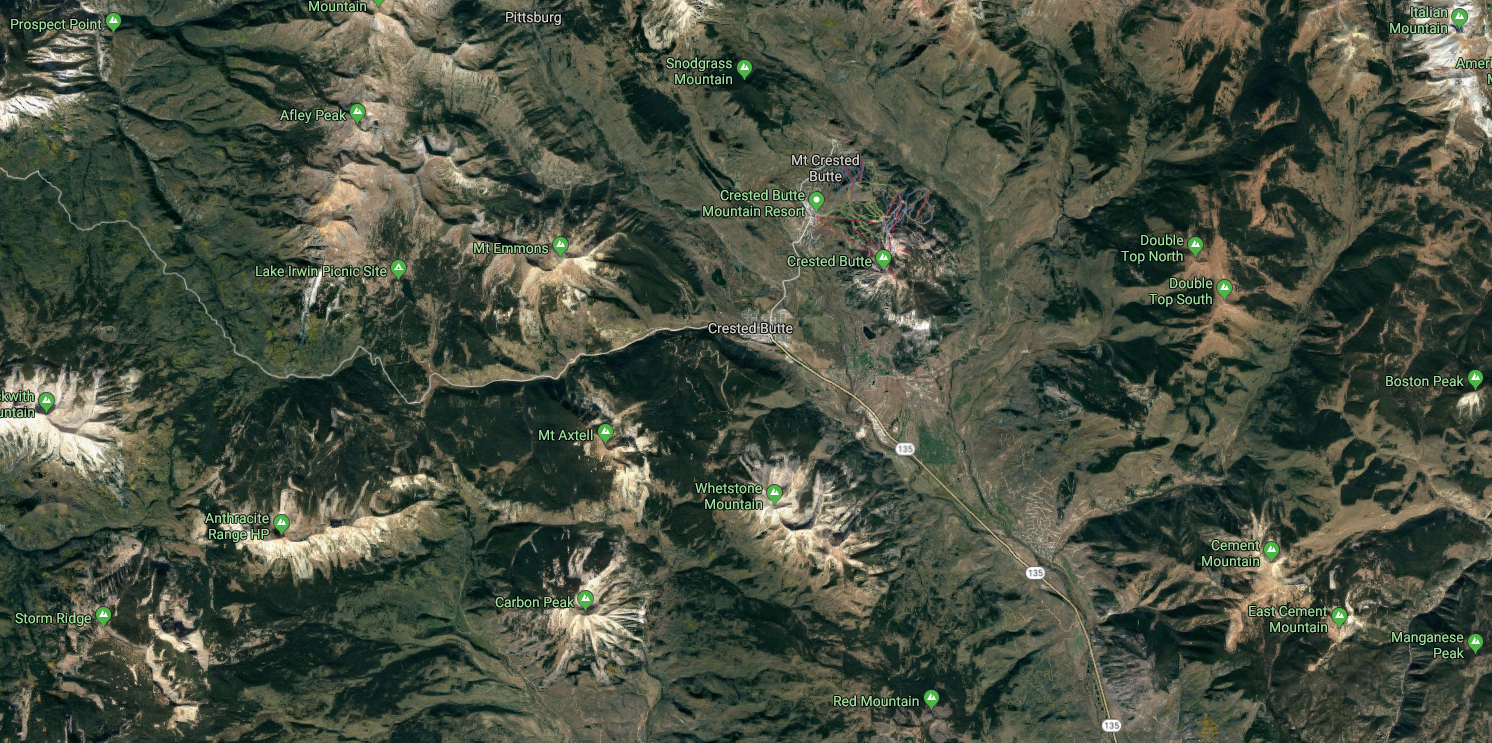 Mountain
Pittsburg
Prospect Point
Italian
Mountain
Snodgrass
Mountain
Afley Peak
Mt Crested
Butte
Crested Butte
Mountain Resort
Mt Emmons
Double
Top North
Crested Butte
Lake Irwin Picnic Site
Double
Top South
Crested Butte
Boston Peak
Mt Axtell
135
Whetstone
Mountain
Anthracite
Range HP
Cement
Mountain
135
Carbon Peak
Storm Ridge
East Cement
Mountain
Manganese
Peak
Red Mountain
135